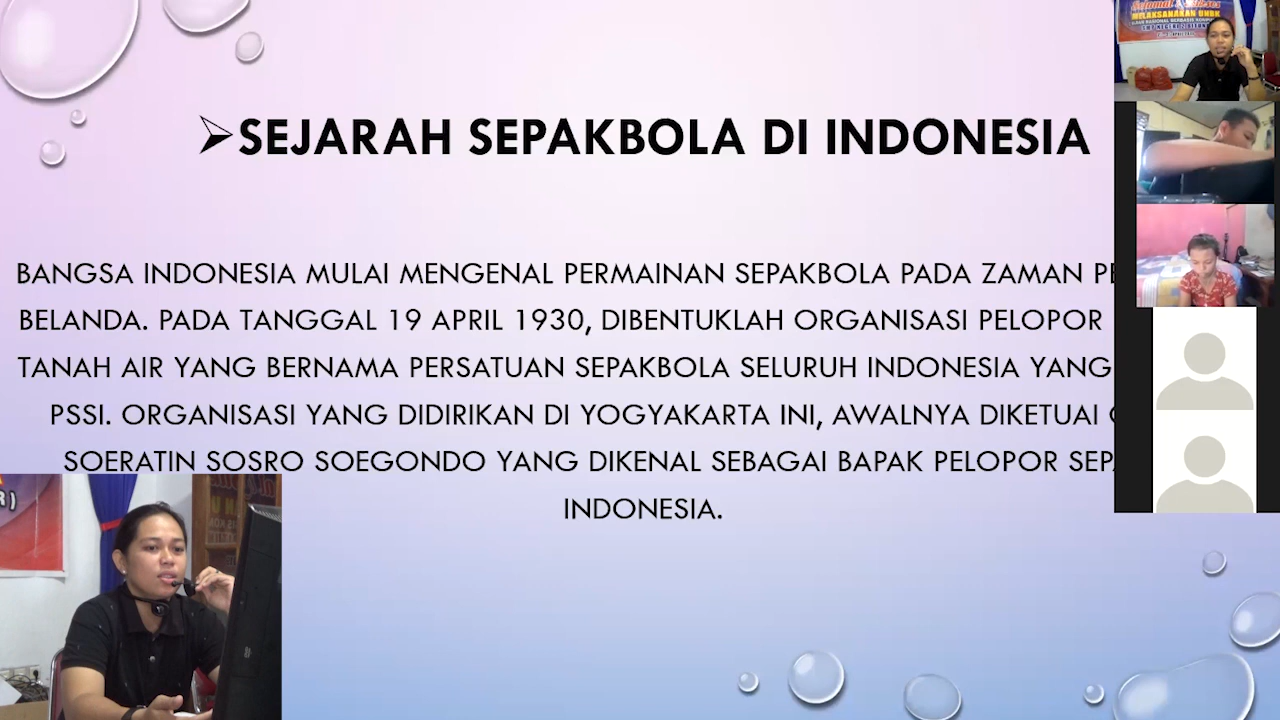 SEJARAH SEPAKBOLA DI INDONESIA
BANGSA INDONESIA MULAI MENGENAL PERMAINAN SEPAKBOLA PADA ZAMAN
BELANDA. PADA TANGGAL 19 APRIL 1930, DIBENTUKLAH ORGANISASI PELOPOR
TANAH AIR YANG BERNAMA PERSATUAN SEPAKBOLA SELURUH INDONESIA YANG
PSSI. ORGANISASI YANG DIDIRIKAN DI YOGYAKARTA INI, AWALNYA DIKETUAI
SOERATIN SOSRO SOEGONDO YANG DIKENAL SEBAGAI BAPAK PELOPOR
INDONESIA.
MELAKSANAKAN UNBK